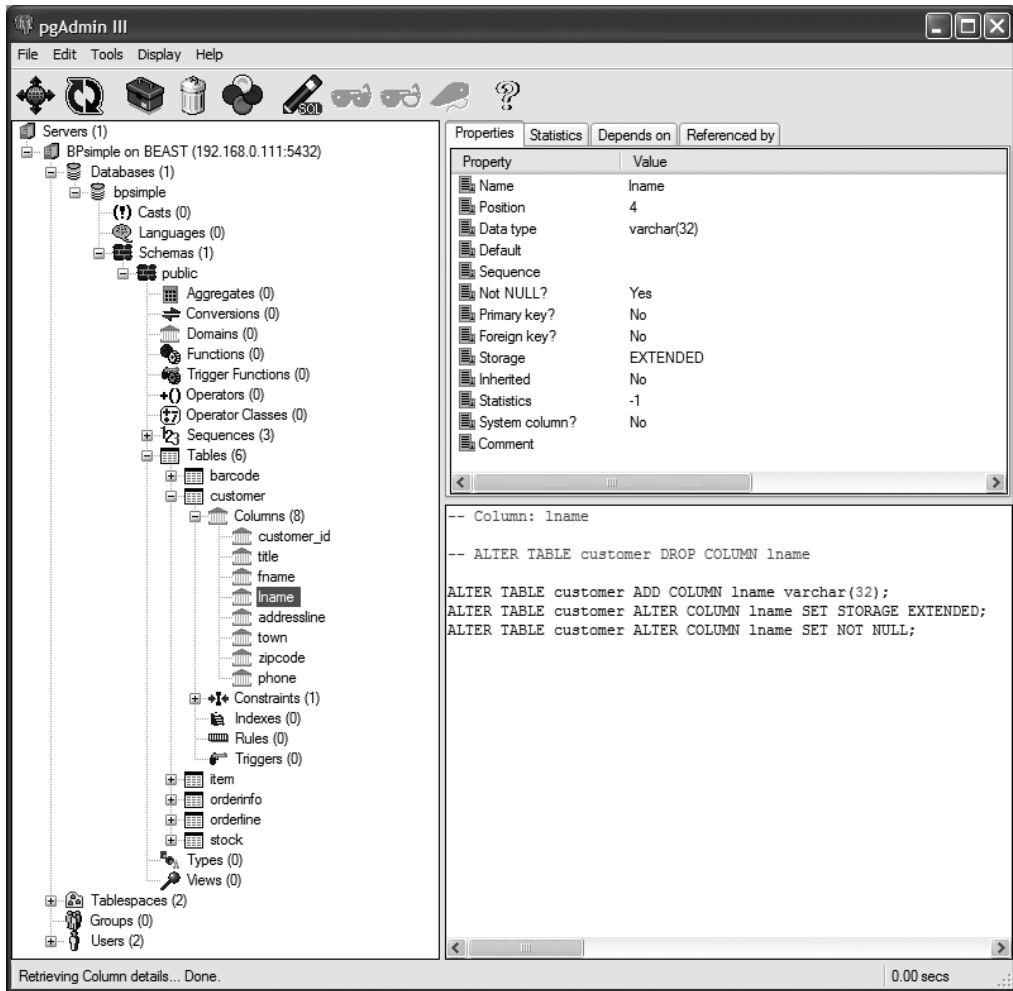 pgAdmin III
File Edit Tools Display Help
SQL
Servers (1)
BPsimple on BEAST (192.168.0.111:5432)
Databases (1)
bpsimple
Casts (0)
Languages (0)
Schemas (1)
public
Aggregates (0)
Conversions (0)
Domains (0)
Functions (0)
Trigger Functions (0)
Operators (0)
Operator Classes (0)
Sequences (3)
Tables (6)
barcode
customer
Columns (8)
customer_id
title
fname
lname
addressline
town
zipcode
phone
Constraints (1)
Indexes (0)
Rules (0)
Triggers (0)
item
orderinfo
orderline
stock
Types (0)
Views (0)
Tablespaces (2)
Groups (0)
Users (2)
Properties Statistics Depends on Referenced by
Property Value
Name lname
Position 4
Data type varchar(32)
Default
Sequence
Not NULL? Yes
Primary key? No
Foreign key? No
Storage EXTENDED
Inherited No
Statistics -1
System column? No
Comment
-- Column: lname
-- ALTER TABLE customer DROP COLUMN lname
ALTER TABLE customer ADD COLUMN lname varchar(32);
ALTER TABLE customer ALTER COLUMN lname SET STORAGE EXTENDED;
ALTER TABLE customer ALTER COLUMN lname SET NOT NULL;
Retrieving Column details... Done. 0.00 secs